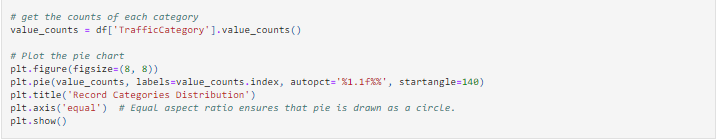 # get the counts of each category
value_counts = df['TrafficCategory'].value_counts()
# Plot the pie chart
plt.figure(figsize=(8, 8))
plt.pie(value_counts, labels=value_counts.index, autopct='%1.1f%%', startangle=140)
plt.title('Record Categories Distribution')
plt.axis('equal')  # Equal aspect ratio ensures that pie is drawn as a circle.
plt.show()